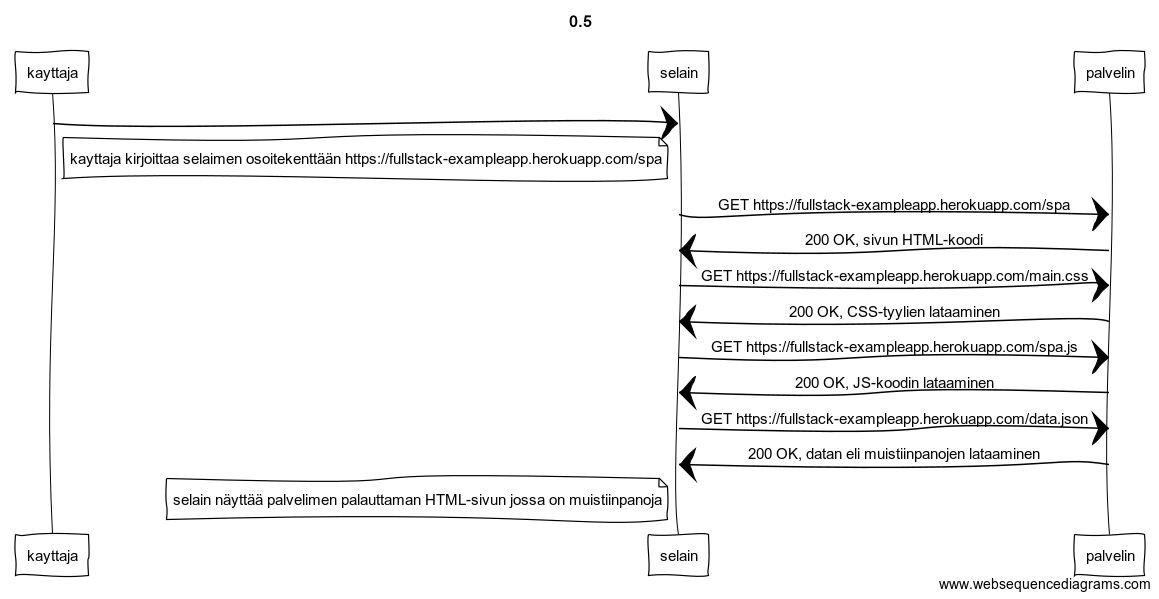 0.5
kayttaja
selain
palvelin
kayttaja kirjoittaa selaimen osoitekenttään https://fullstack-exampleapp.herokuapp.com/spa
GET https://fullstack-exampleapp.herokuapp.com/spa
200 OK, sivun HTML-koodi
GET https://fullstack-exampleapp.herokuapp.com/main.css
200 OK, CSS-tyylien lataaminen
GET https://fullstack-exampleapp.herokuapp.com/spa.js
200 OK, JS-koodin lataaminen
GET https://fullstack-exampleapp.herokuapp.com/data.json
200 OK, datan eli muistiinpanojen lataaminen
selain näyttää palvelimen palauttaman HTML-sivun jossa on muistiinpanoja
kayttaja
selain
palvelin
www.websequencediagrams.com